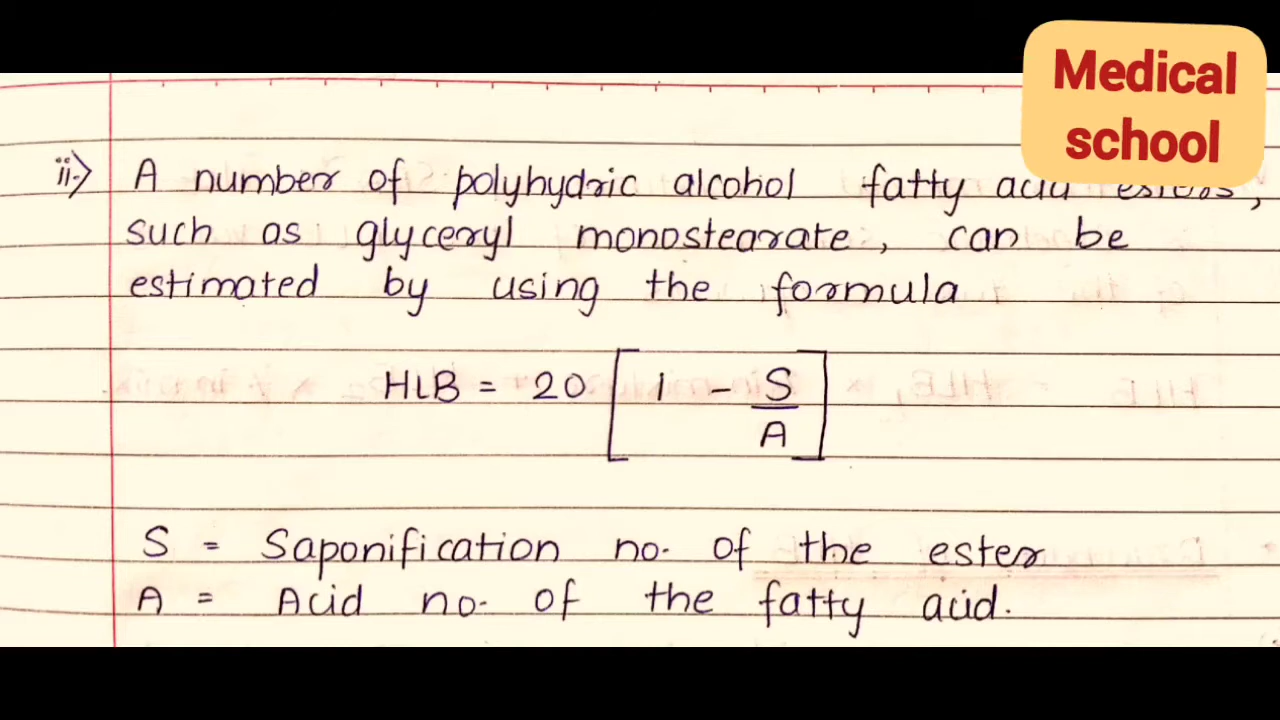 Medical
school
ii.) A number of polyhydric alcohol fatty acid esters,
such as glyceryl monostearate, can be
estimated by using the formula
HLB = 20 [ 1 - S/A ]
S = Saponification no. of the ester
A = Acid no. of the fatty acid.